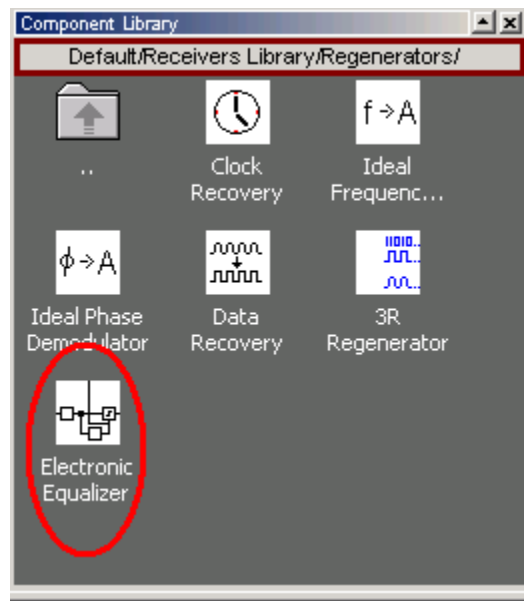 Component Library
Default/Receivers Library/Regenerators/
..
Clock
Recovery
f→A
Ideal
Frequenc...
ϕ→A
Ideal Phase
Demodulator
Data
Recovery
11010..
3R
Regenerator
Electronic
Equalizer